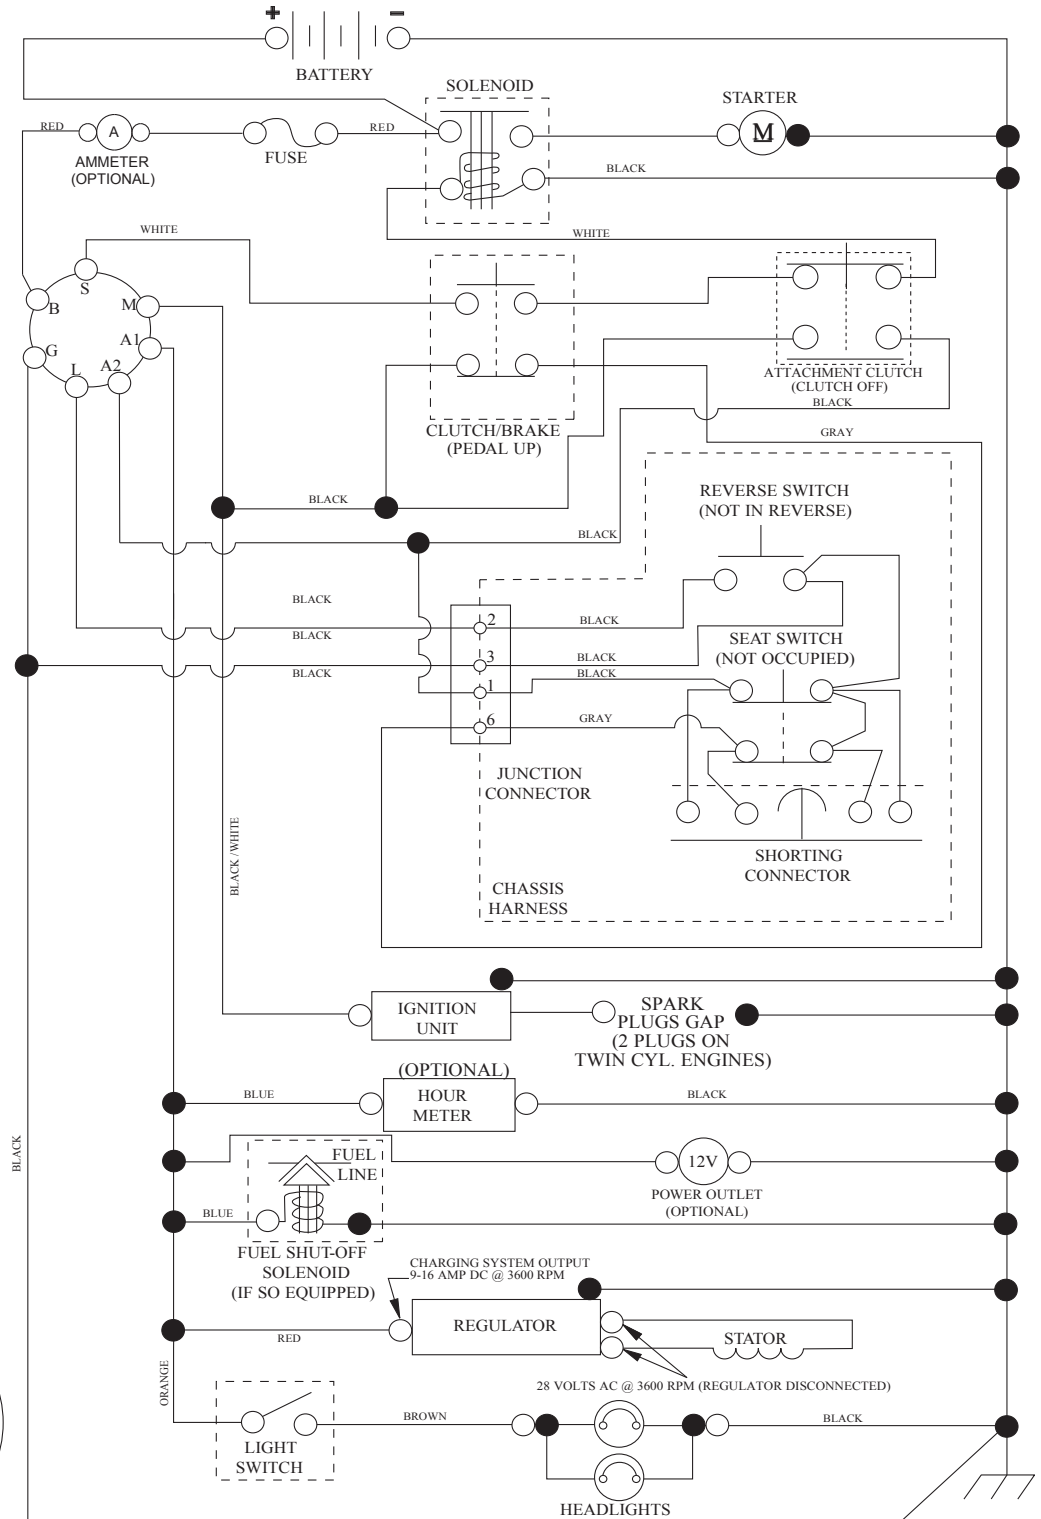 + −
BATTERY
SOLENOID
STARTER
RED
A
RED
M
FUSE
AMMETER
(OPTIONAL)
BLACK
WHITE
WHITE
S
B
M
A1
G
L
A2
ATTACHMENT CLUTCH
(CLUTCH OFF)
BLACK
CLUTCH/BRAKE
(PEDAL UP)
GRAY
REVERSE SWITCH
(NOT IN REVERSE)
BLACK
BLACK
BLACK
2
BLACK
BLACK
SEAT SWITCH
(NOT OCCUPIED)
3
BLACK
BLACK
BLACK
1
6
GRAY
JUNCTION
CONNECTOR
BLACK / WHITE
SHORTING
CONNECTOR
CHASSIS
HARNESS
IGNITION
UNIT
SPARK
PLUGS GAP
(2 PLUGS ON
TWIN CYL. ENGINES)
(OPTIONAL)
HOUR
METER
BLUE
BLACK
BLACK
FUEL
LINE
12V
POWER OUTLET
(OPTIONAL)
BLUE
FUEL SHUT-OFF
SOLENOID
(IF SO EQUIPPED)
CHARGING SYSTEM OUTPUT
9-16 AMP DC @ 3600 RPM
REGULATOR
STATOR
RED
28 VOLTS AC @ 3600 RPM (REGULATOR DISCONNECTED)
ORANGE
BROWN
BLACK
LIGHT
SWITCH
HEADLIGHTS